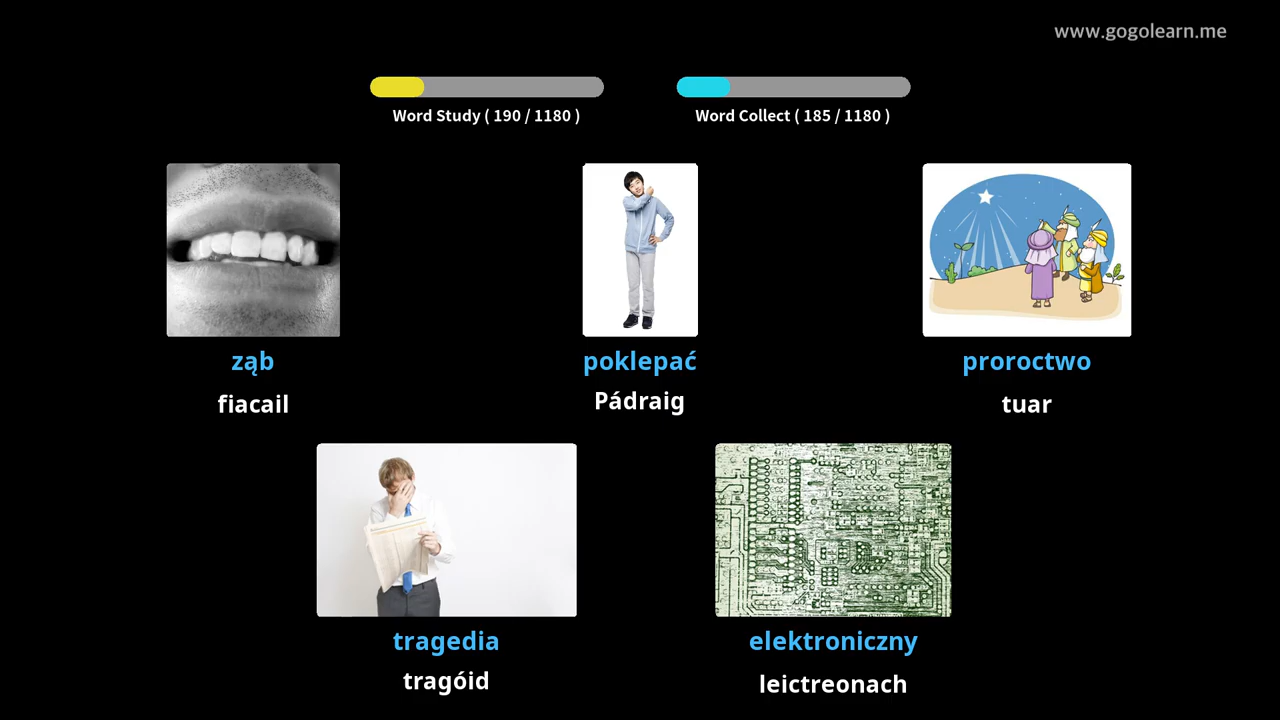 www.gogolearn.me
Word Study ( 190 / 1180 )
Word Collect ( 185 / 1180 )
ząb
fiacail
poklepać
Pádraig
proroctwo
tuar
tragedia
tragóid
elektroniczny
leictreonach